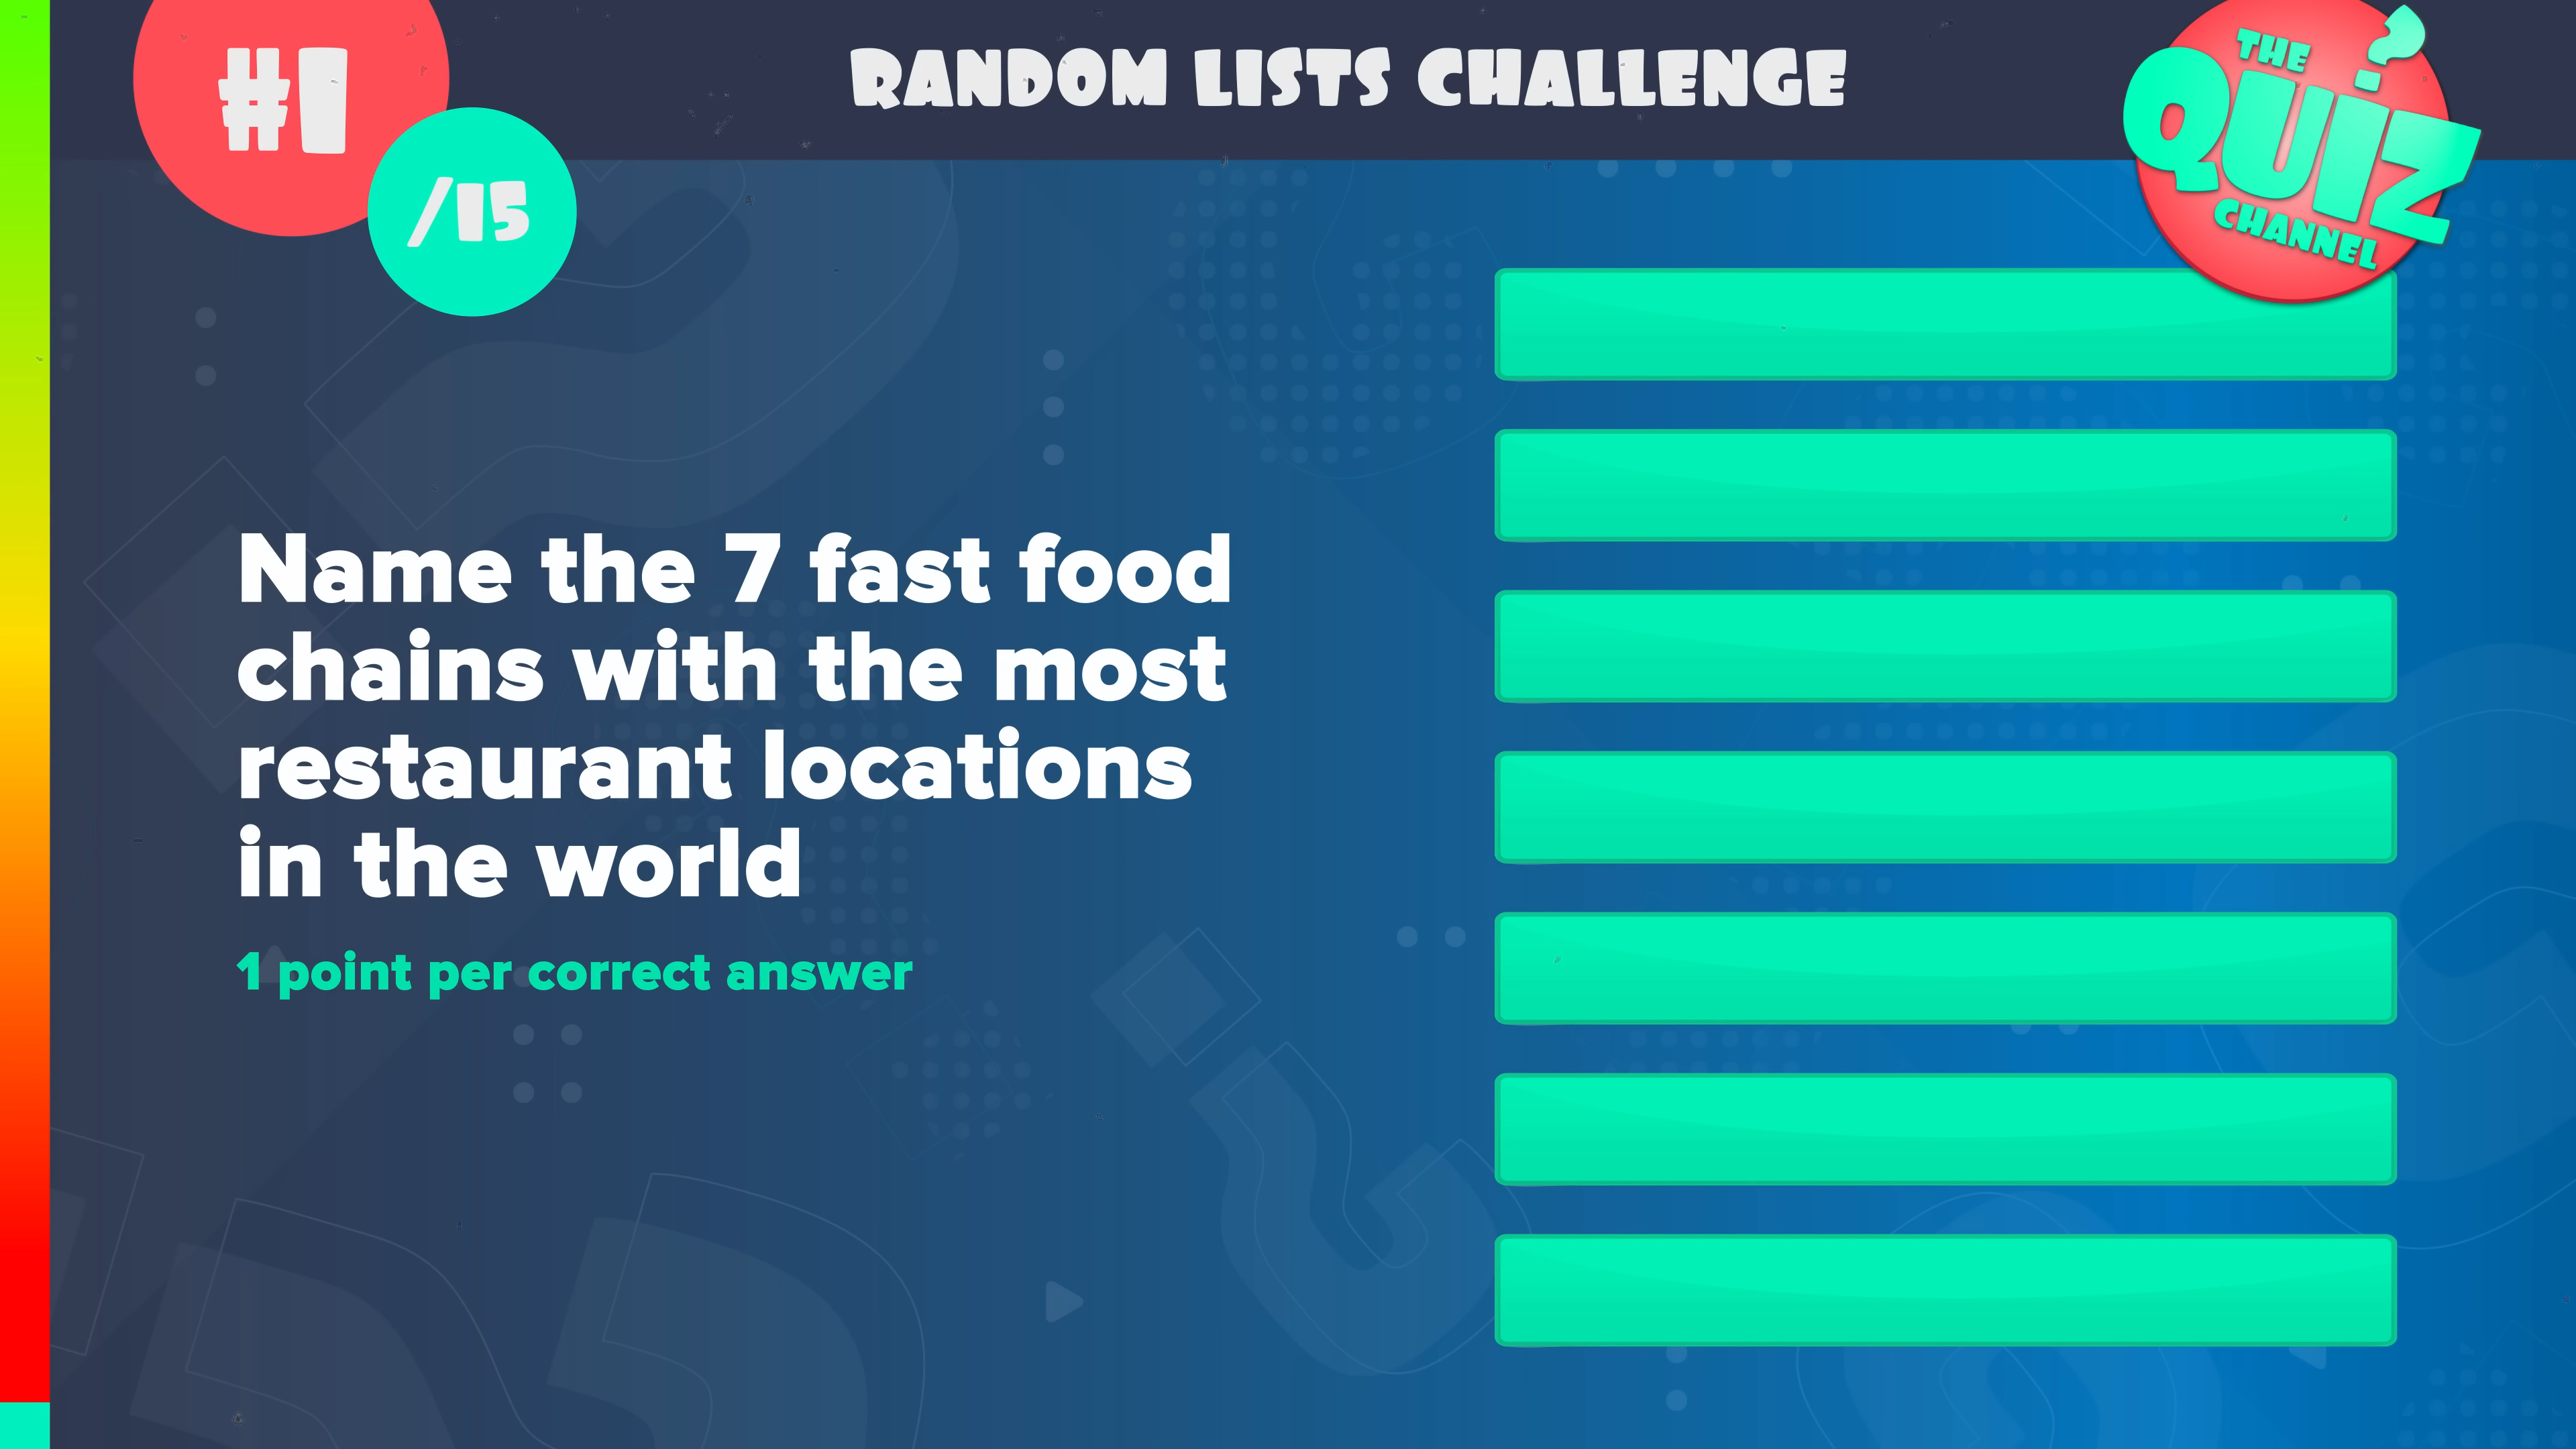 #1
/15
RANDOM LISTS CHALLENGE
THE
QUIZ
CHANNEL
Name the 7 fast food
chains with the most
restaurant locations
in the world
1 point per correct answer